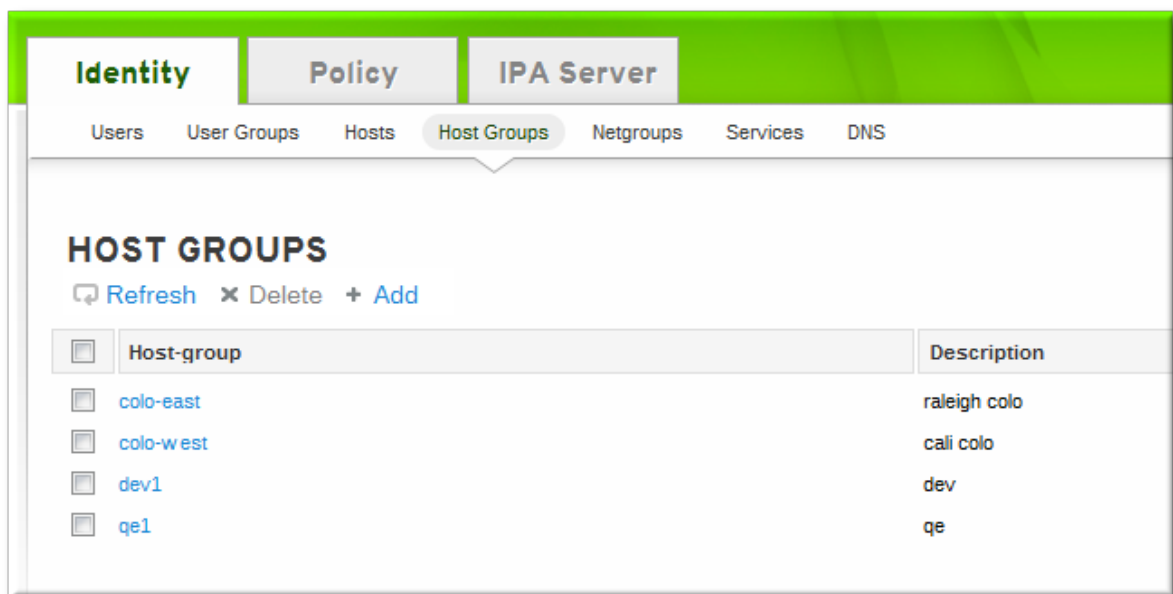 Identity Policy IPA Server
Users User Groups Hosts Host Groups Netgroups Services DNS
HOST GROUPS
Refresh Delete Add
Host-group Description
colo-east raleigh colo
colo-west cali colo
dev1 dev
qe1 qe